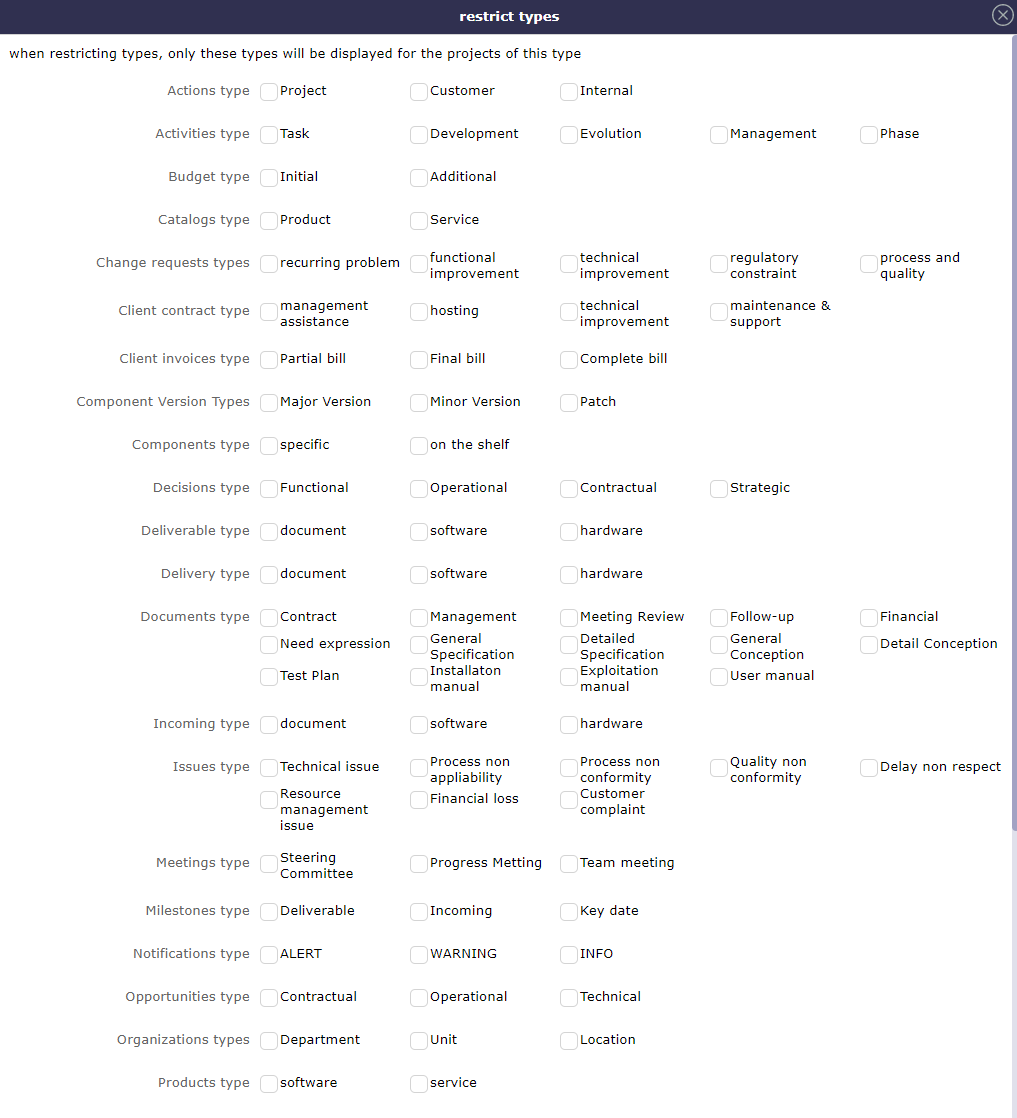 restrict types
when restricting types, only these types will be displayed for the projects of this type
Actions type Project Customer Internal
Activities type Task Development Evolution Management Phase
Budget type Initial Additional
Catalogs type Product Service
Change requests types recurring problem functional improvement technical improvement regulatory constraint process and quality
Client contract type management assistance hosting technical improvement maintenance & support
Client invoices type Partial bill Final bill Complete bill
Component Version Types Major Version Minor Version Patch
Components type specific on the shelf
Decisions type Functional Operational Contractual Strategic
Deliverable type document software hardware
Delivery type document software hardware
Documents type Contract Management Meeting Review Follow-up Financial
Need expression General Specification Detailed Specification General Conception Detail Conception
Test Plan Installaton manual Exploitation manual User manual
Incoming type document software hardware
Issues type Technical issue Process non appliability Process non conformity Quality non conformity Delay non respect
Resource management issue Financial loss Customer complaint
Meetings type Steering Committee Progress Metting Team meeting
Milestones type Deliverable Incoming Key date
Notifications type ALERT WARNING INFO
Opportunities type Contractual Operational Technical
Organizations types Department Unit Location
Products type software service